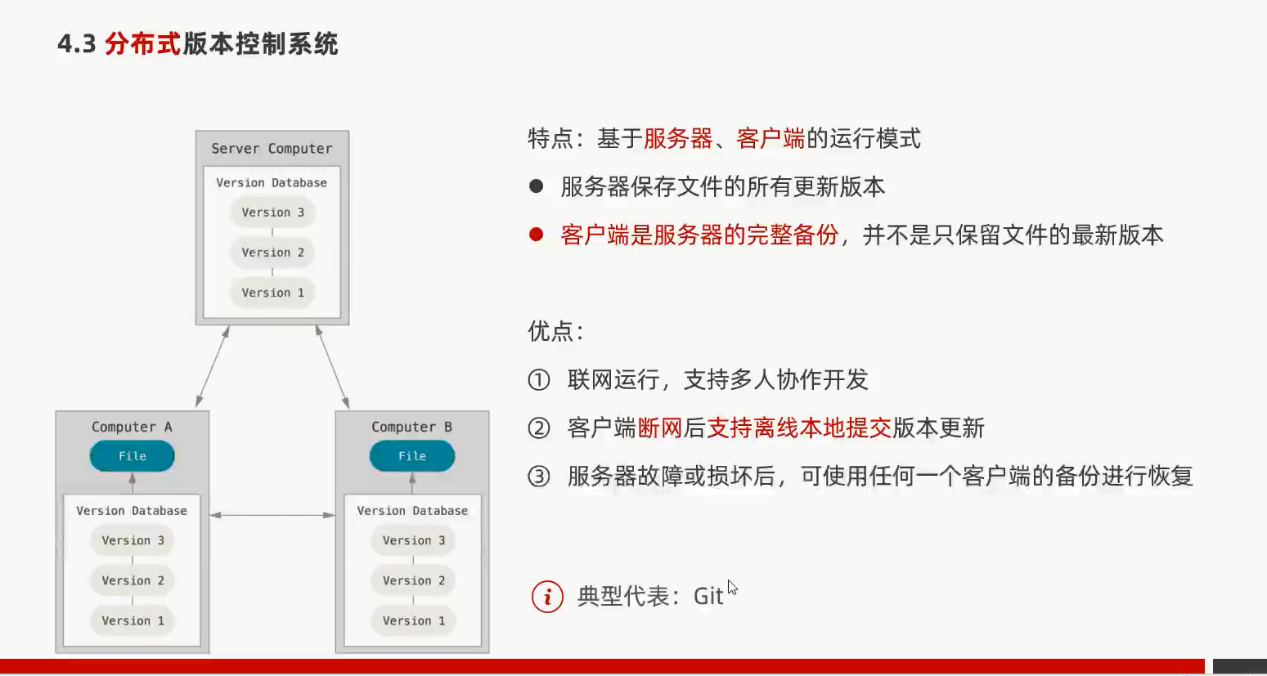 4.3 分布式版本控制系统
Server Computer
Version Database
Version 3
Version 2
Version 1
Computer A
File
Version Database
Version 3
Version 2
Version 1
Computer B
File
Version Database
Version 3
Version 2
Version 1
特点：基于服务器、客户端的运行模式
● 服务器保存文件的所有更新版本
● 客户端是服务器的完整备份，并不是只保留文件的最新版本
优点：
① 联网运行，支持多人协作开发
② 客户端断网后支持离线本地提交版本更新
③ 服务器故障或损坏后，可使用任何一个客户端的备份进行恢复
i 典型代表：Git